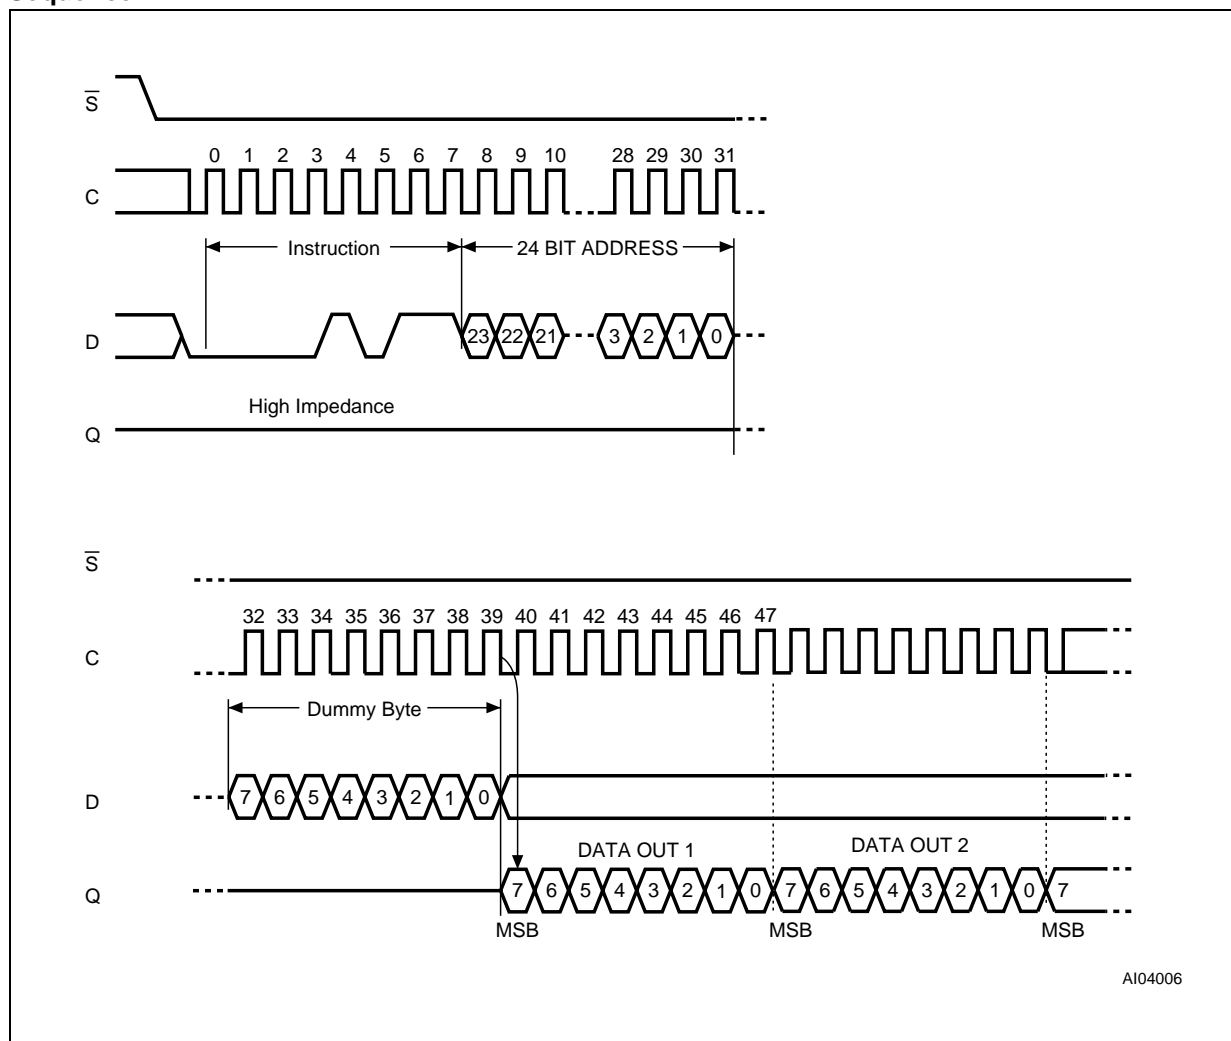 S
0 1 2 3 4 5 6 7 8 9 10 28 29 30 31
C
Instruction 24 BIT ADDRESS
D 23 22 21 3 2 1 0
High Impedance
Q
S
32 33 34 35 36 37 38 39 40 41 42 43 44 45 46 47
C
Dummy Byte
D 7 6 5 4 3 2 1 0
DATA OUT 1 DATA OUT 2
Q 7 6 5 4 3 2 1 0 7 6 5 4 3 2 1 0 7
MSB MSB MSB
AI04006